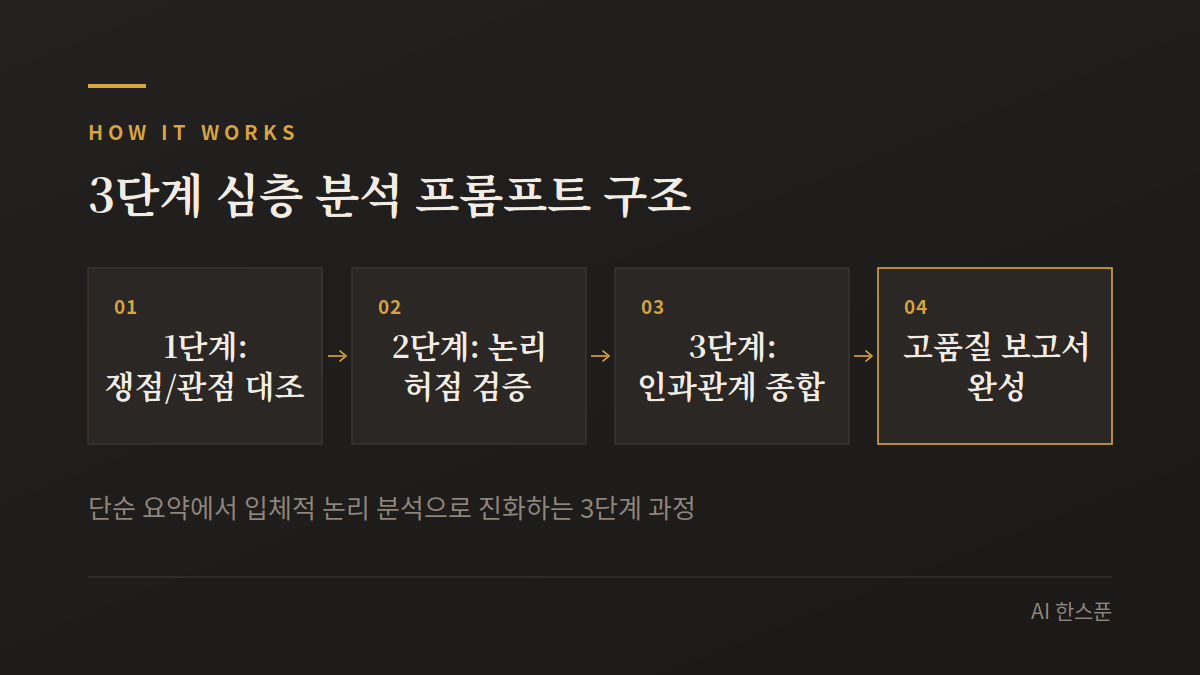 HOW IT WORKS
3단계 심층 분석 프롬프트 구조
01
1단계:
쟁점/관점 대조
→
02
2단계: 논리
허점 검증
→
03
3단계:
인과관계 종합
→
04
고품질 보고서
완성
단순 요약에서 입체적 논리 분석으로 진화하는 3단계 과정
AI 한스푼